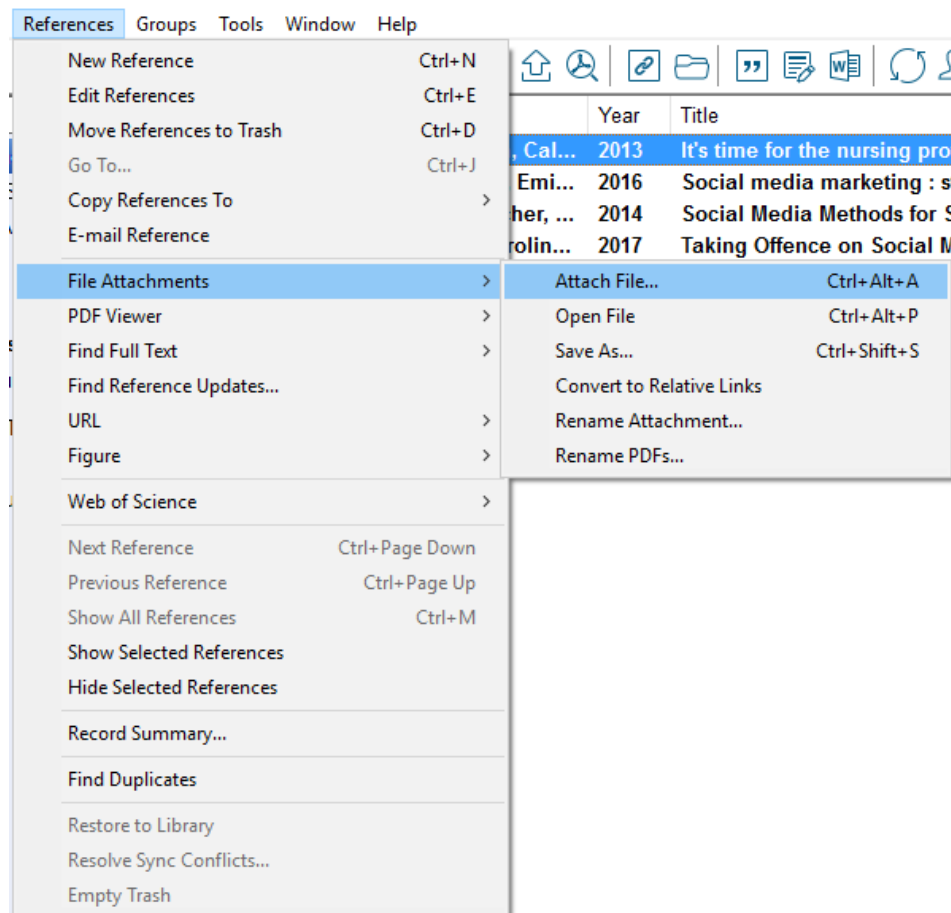 References Groups Tools Window Help
New Reference Ctrl+N
Edit References Ctrl+E
Move References to Trash Ctrl+D
Go To... Ctrl+J
Copy References To
E-mail Reference
File Attachments
PDF Viewer
Find Full Text
Find Reference Updates...
URL
Figure
Web of Science
Next Reference Ctrl+Page Down
Previous Reference Ctrl+Page Up
Show All References Ctrl+M
Show Selected References
Hide Selected References
Record Summary...
Find Duplicates
Restore to Library
Resolve Sync Conflicts...
Empty Trash
Year Title
, Cal... 2013 It's time for the nursing pro
Emi... 2016 Social media marketing : s
her, ... 2014 Social Media Methods for S
rolin... 2017 Taking Offence on Social M
Attach File... Ctrl+Alt+A
Open File Ctrl+Alt+P
Save As... Ctrl+Shift+S
Convert to Relative Links
Rename Attachment...
Rename PDFs...